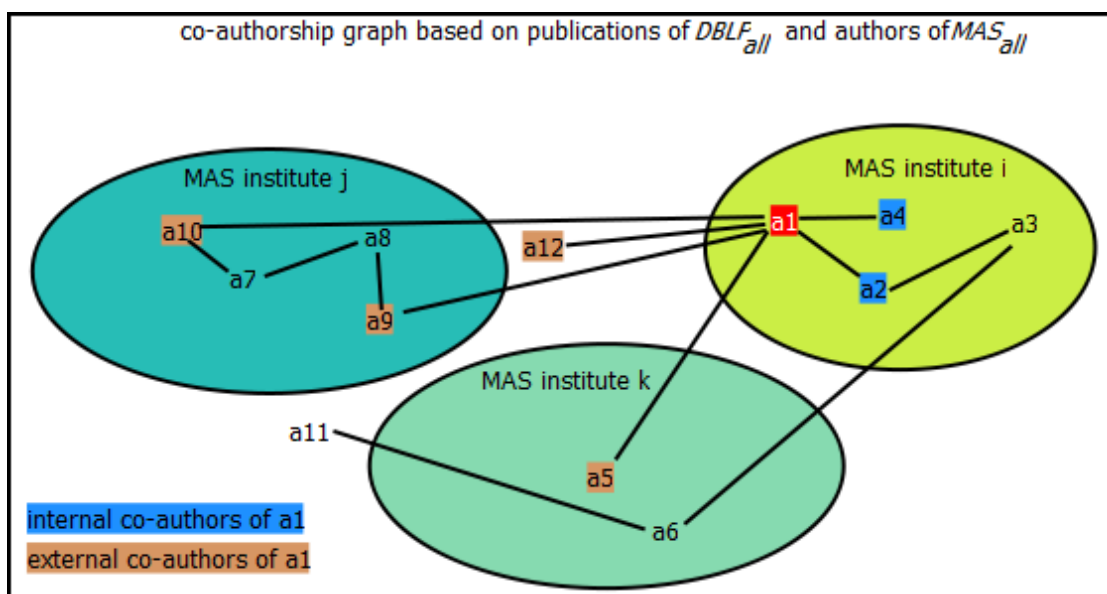 co-authorship graph based on publications of DBLP_all and authors of MAS_all
MAS institute j
MAS institute i
a10
a8
a12
a1
a4
a3
a7
a2
a9
MAS institute k
a11
a5
a6
internal co-authors of a1
external co-authors of a1